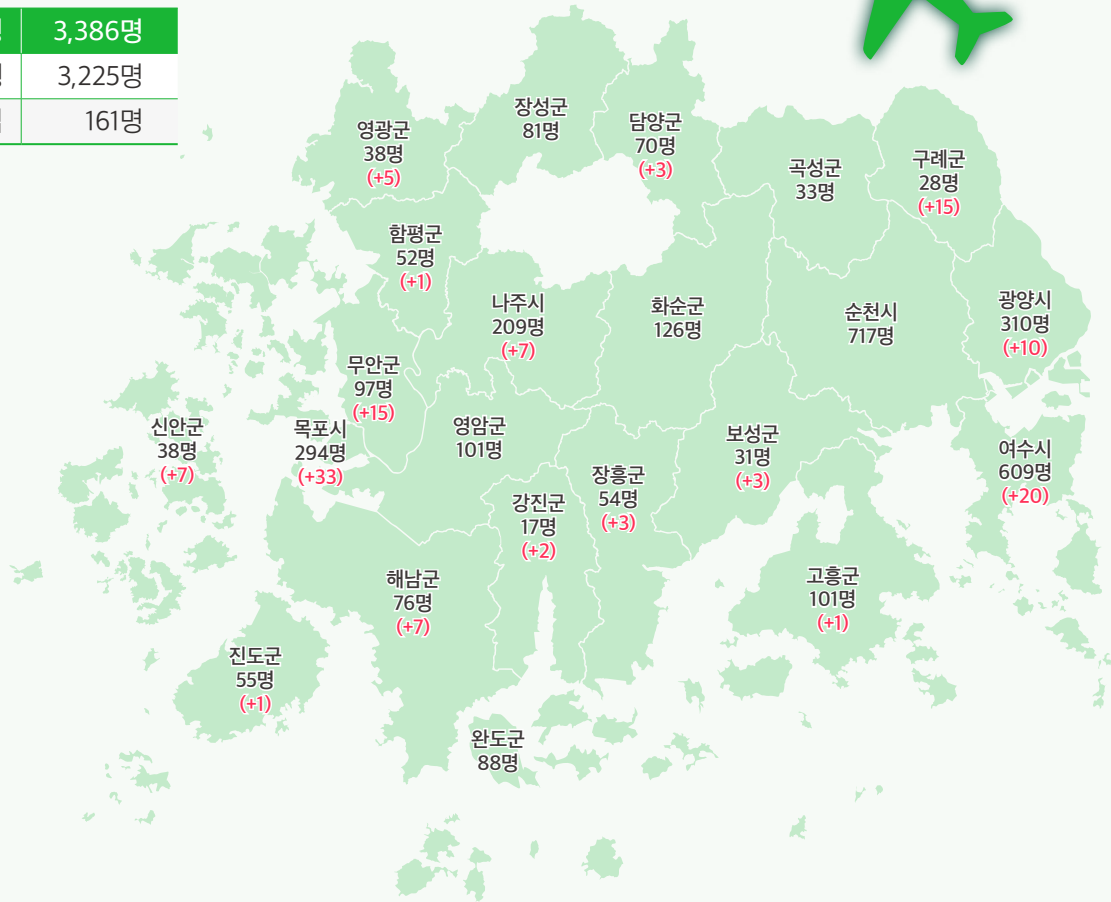 3,386명
3,225명
161명
장성군
81명
담양군
70명
(+3)
영광군
38명
(+5)
곡성군
33명
구례군
28명
(+15)
함평군
52명
(+1)
나주시
209명
(+7)
화순군
126명
순천시
717명
광양시
310명
(+10)
무안군
97명
(+15)
신안군
38명
(+7)
목포시
294명
(+33)
영암군
101명
보성군
31명
(+3)
여수시
609명
(+20)
장흥군
54명
(+3)
강진군
17명
(+2)
해남군
76명
(+7)
고흥군
101명
(+1)
진도군
55명
(+1)
완도군
88명